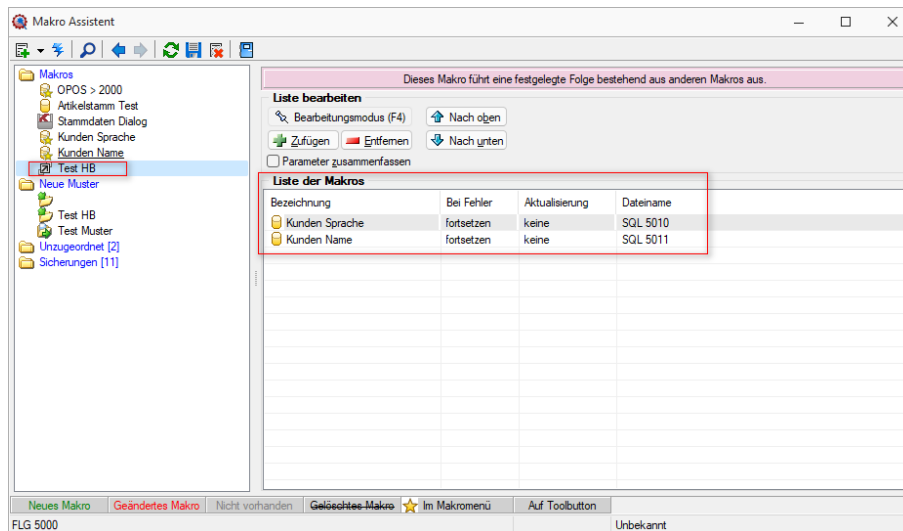 Makro Assistent
Makros
OPOS > 2000
Artikelstamm Test
Stammdaten Dialog
Kunden Sprache
Kunden Name
Test HB
Neue Muster
Test HB
Test Muster
Unzugeordnet [2]
Sicherungen [11]
Dieses Makro führt eine festgelegte Folge bestehend aus anderen Makros aus.
Liste bearbeiten
Bearbeitungsmodus (F4) Nach oben
Zufügen Entfernen Nach unten
Parameter zusammenfassen
Liste der Makros
Bezeichnung Bei Fehler Aktualisierung Dateiname
Kunden Sprache fortsetzen keine SQL 5010
Kunden Name fortsetzen keine SQL 5011
Neues Makro Geändertes Makro Nicht vorhanden Gelöschtes Makro Im Makromenü Auf Toolbutton
FLG 5000 Unbekannt